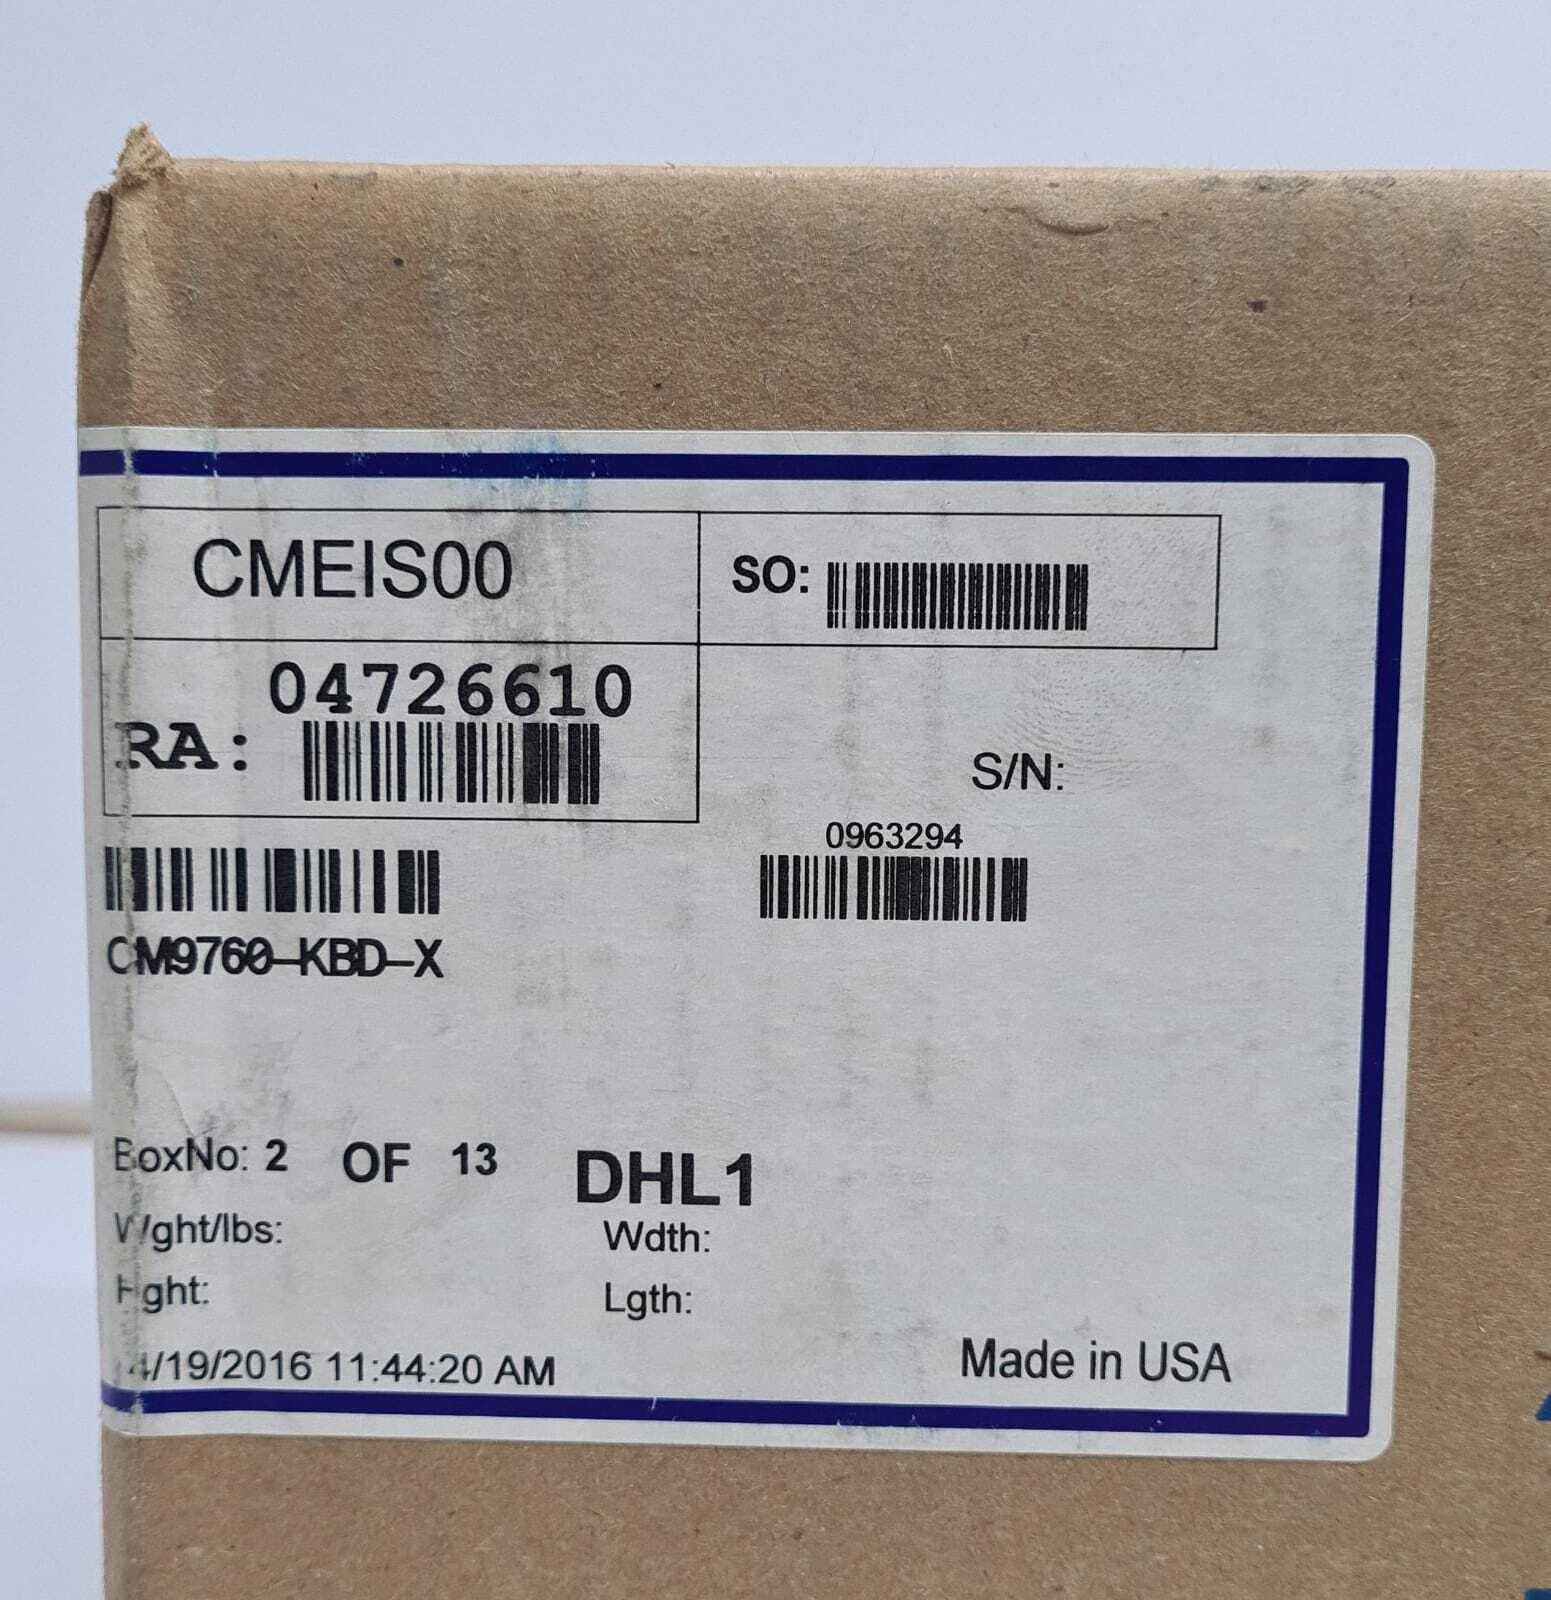 CMEIS00
SO:
04726610
RA:
S/N:
0963294
CM9760-KBD-X
BoxNo: 2 OF 13 DHL1
Wght/lbs: Wdth:
Hght: Lgth:
4/19/2016 11:44:20 AM
Made in USA